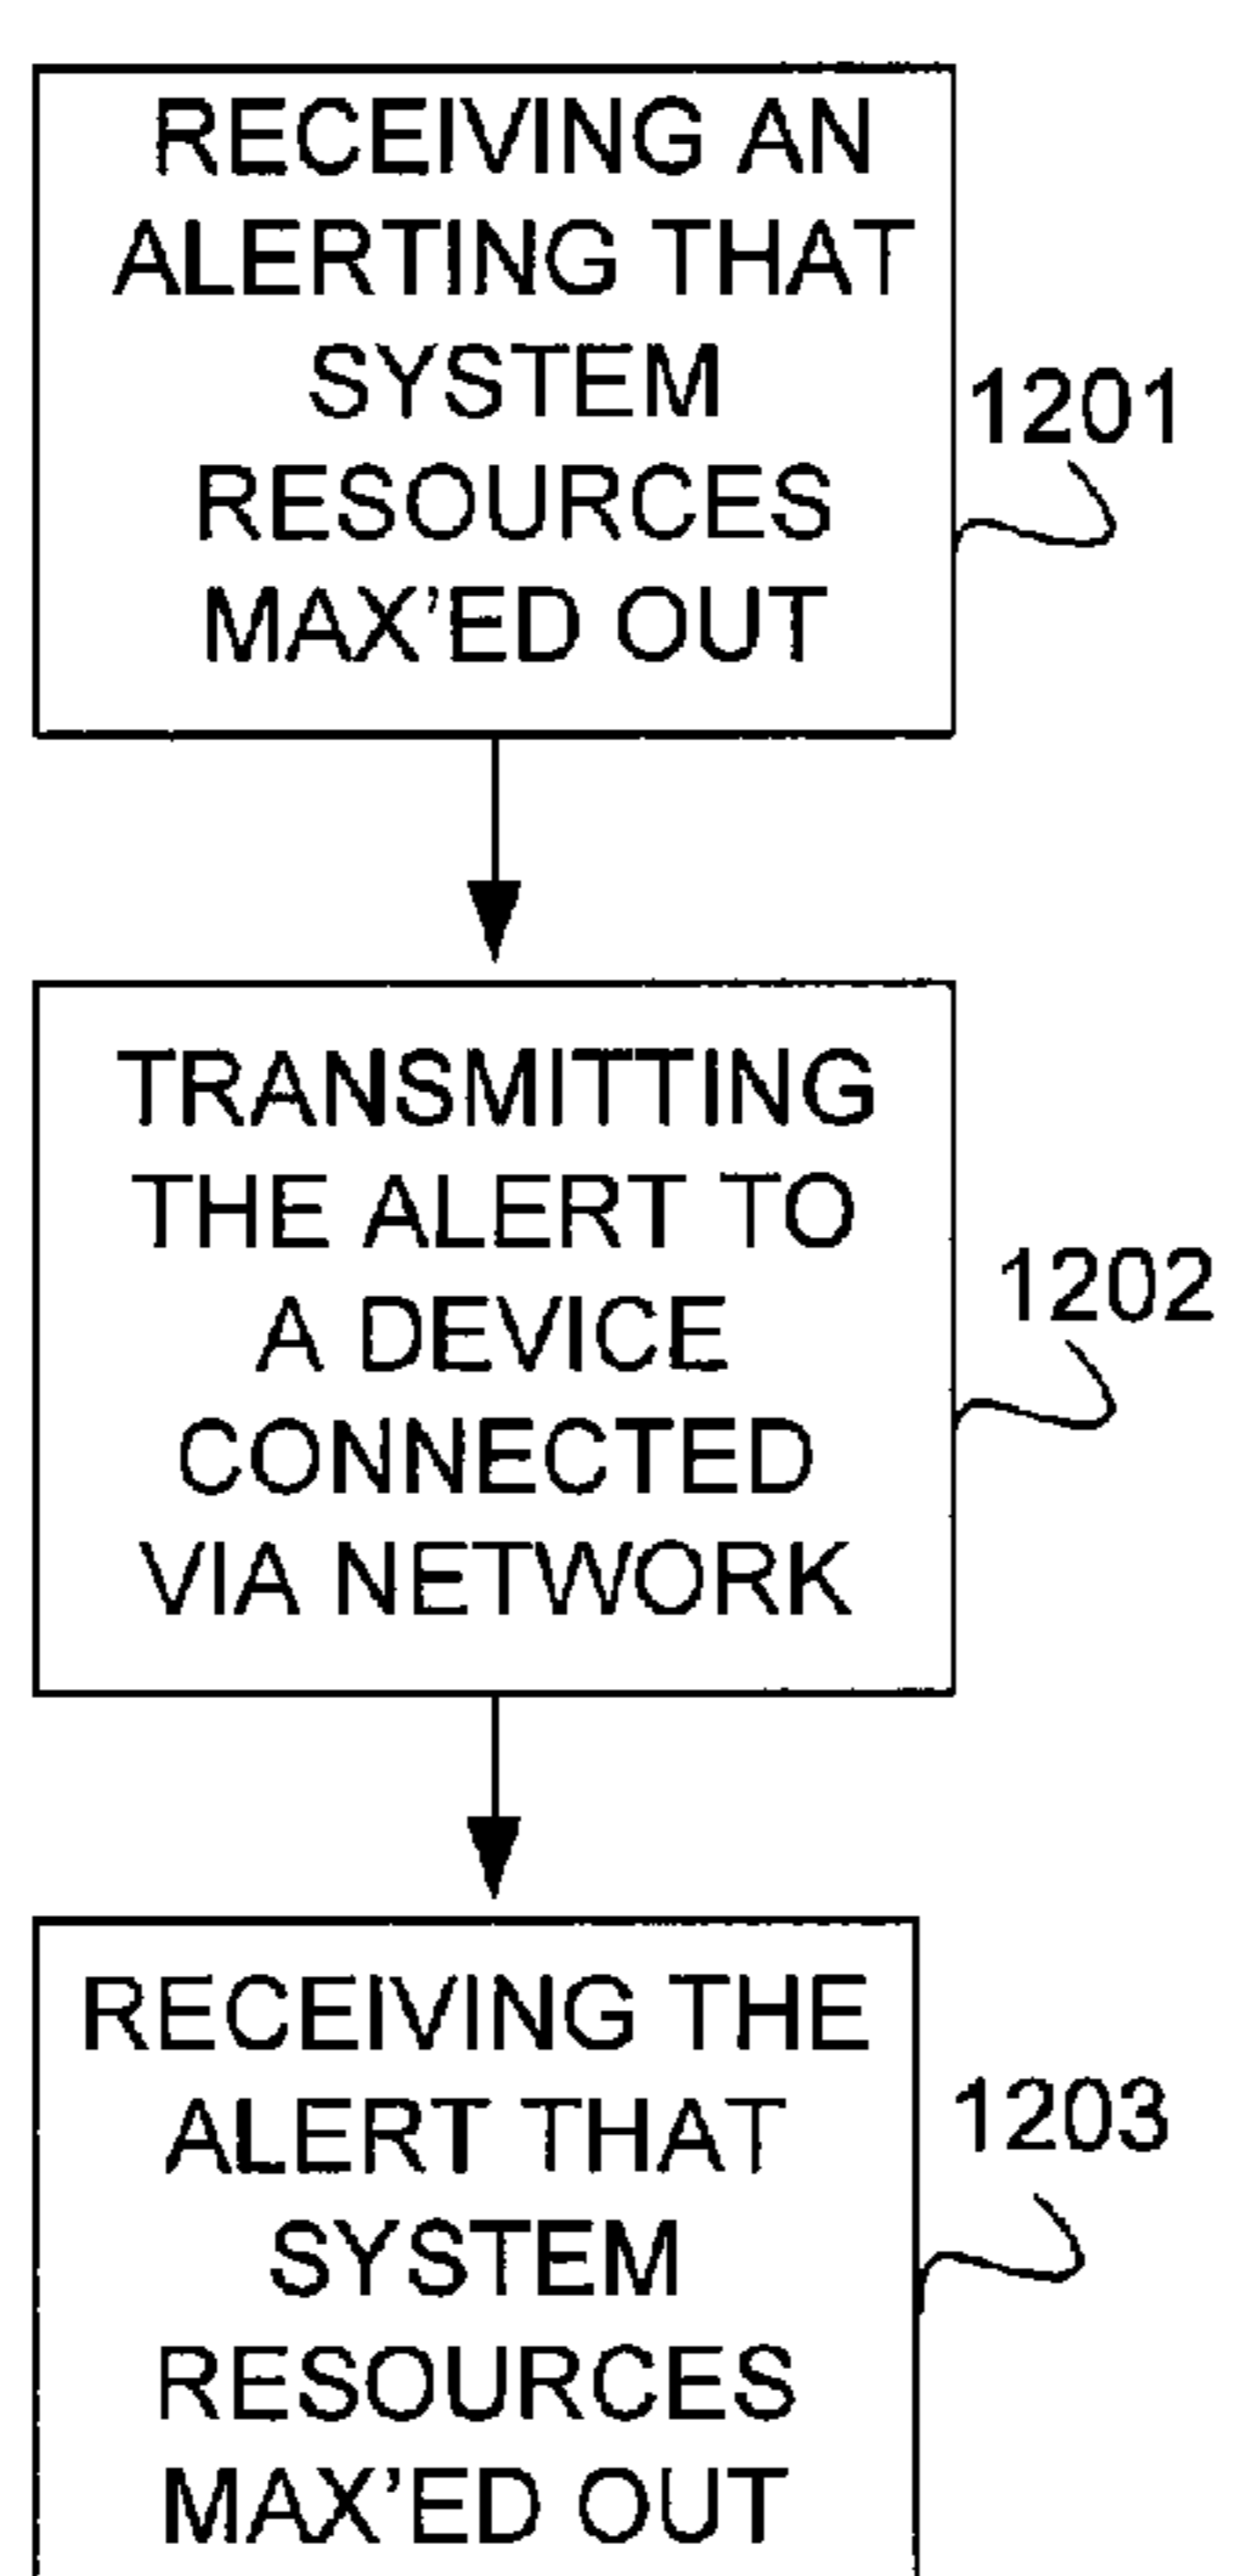 RECEIVING AN
ALERTING THAT
SYSTEM
RESOURCES
MAX'ED OUT
1201
TRANSMITTING
THE ALERT TO
A DEVICE
CONNECTED
VIA NETWORK
1202
RECEIVING THE
ALERT THAT
SYSTEM
RESOURCES
MAX'ED OUT
1203